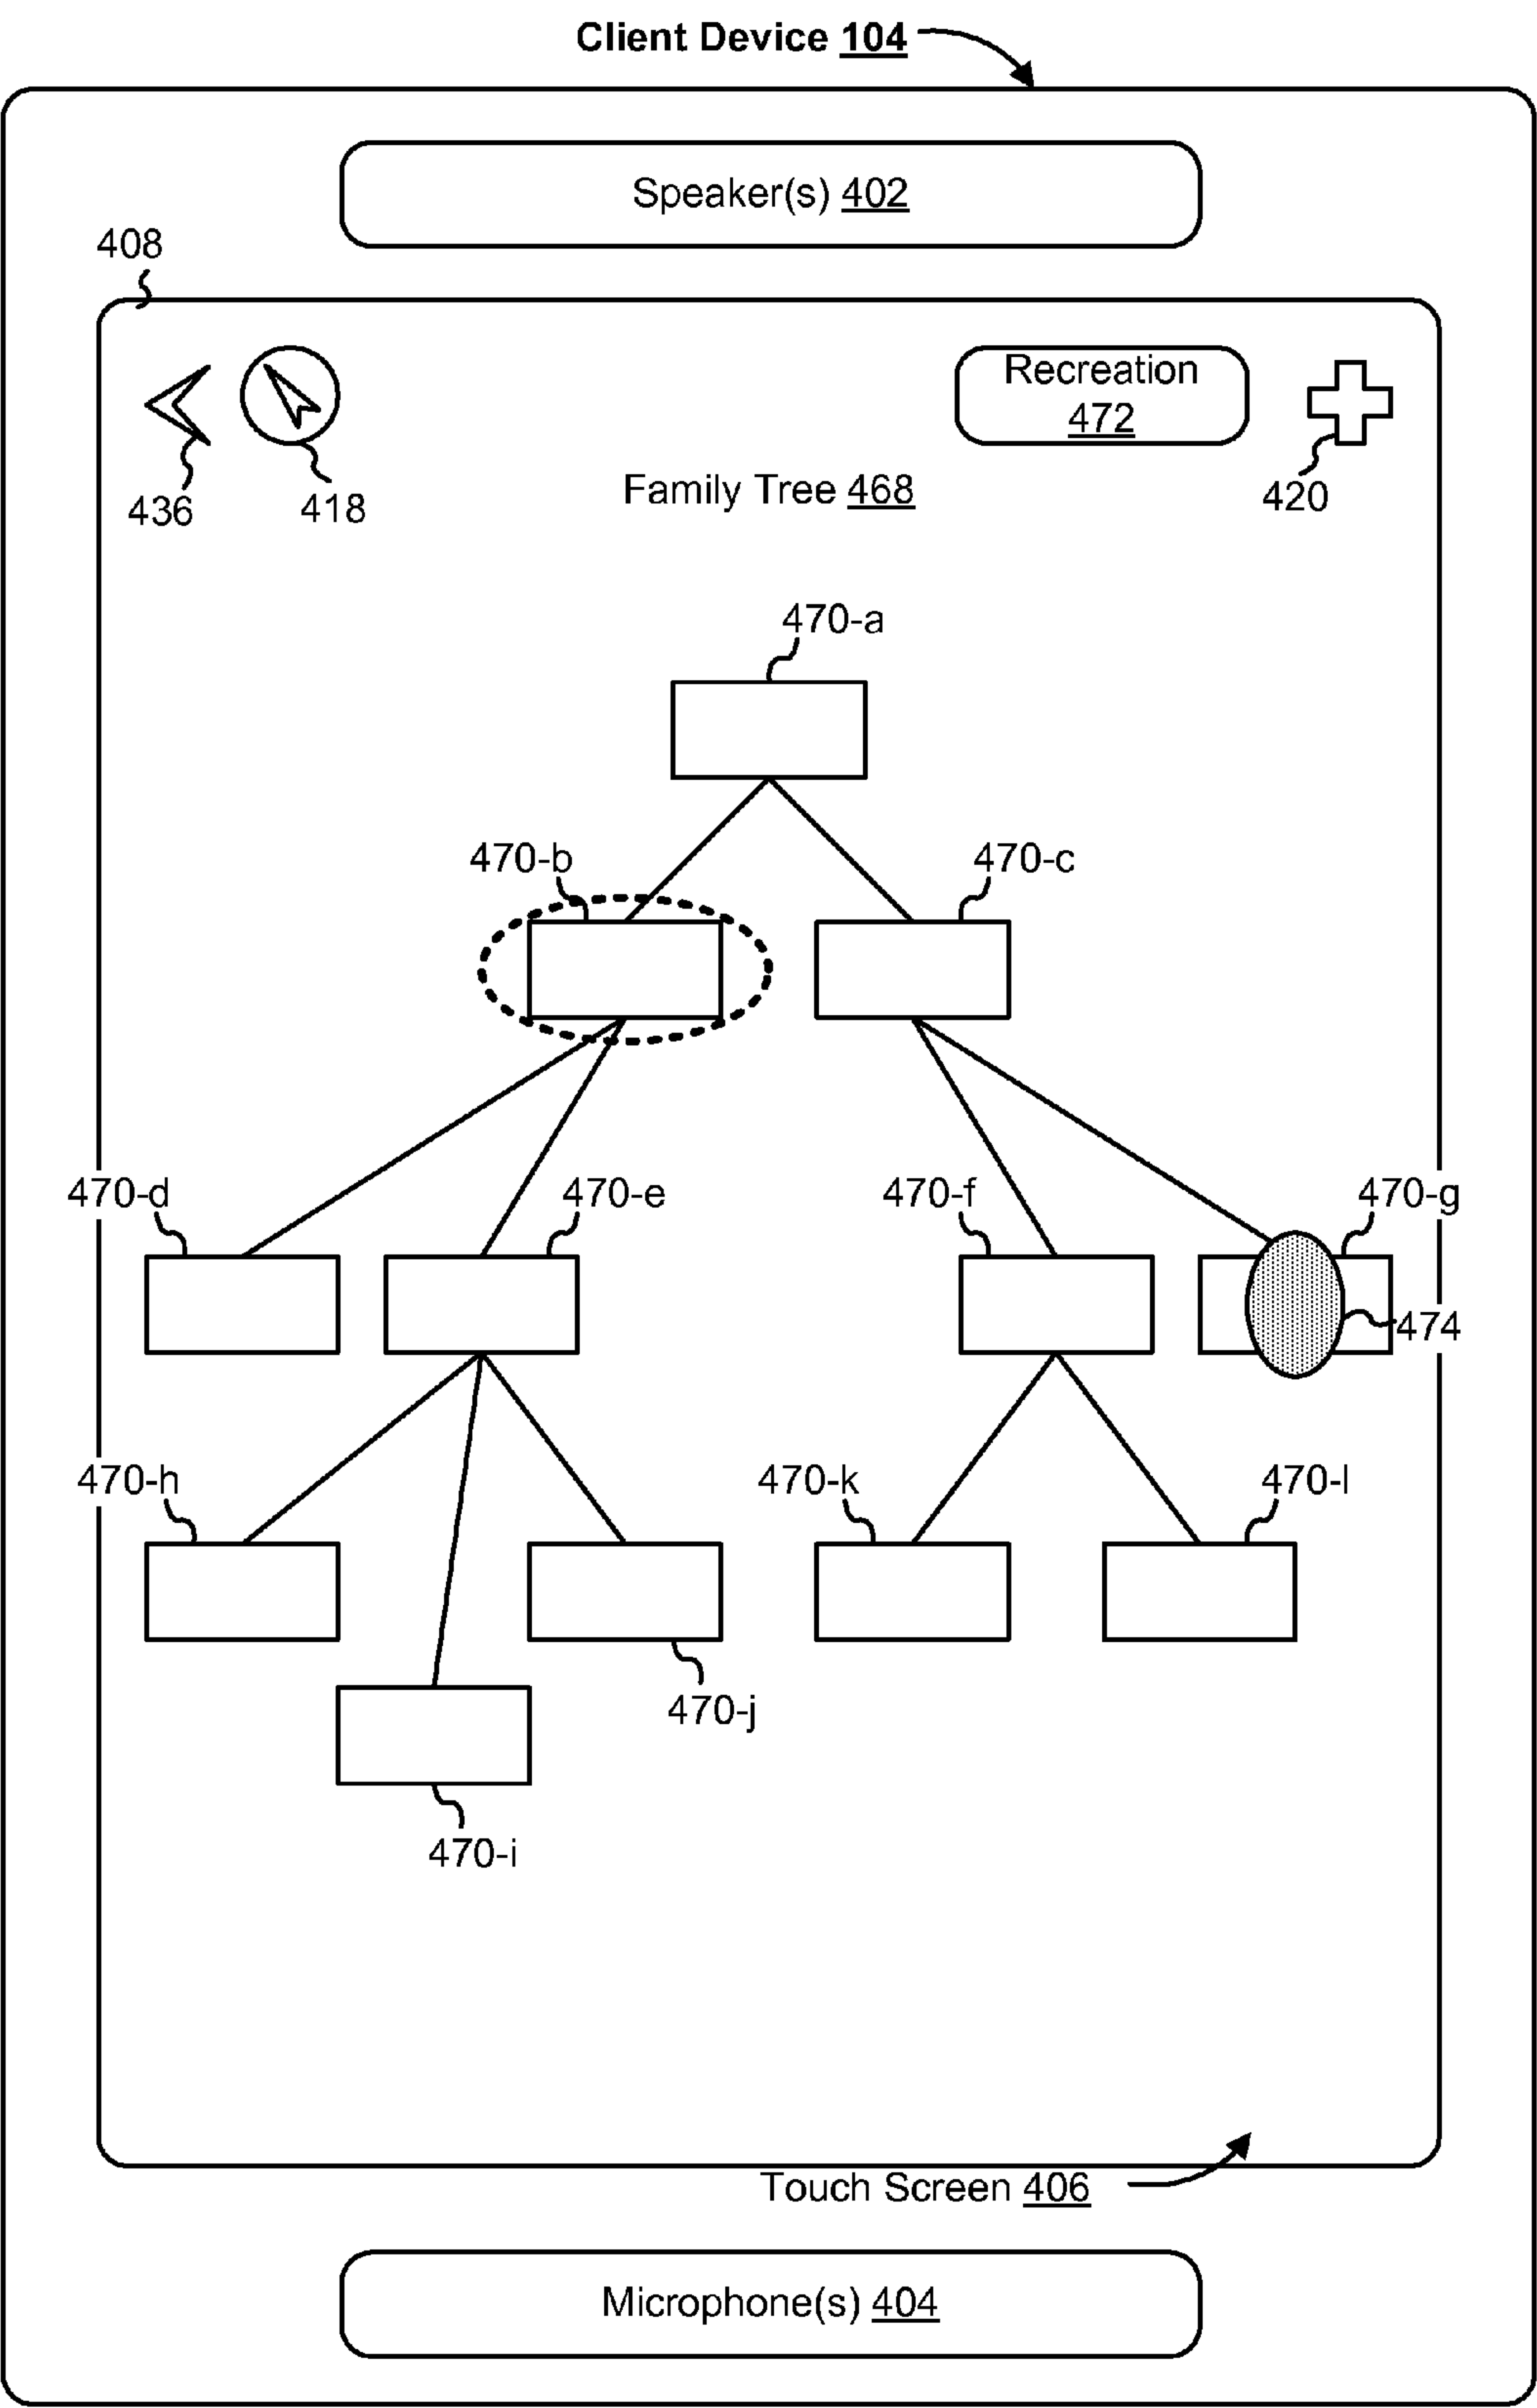 Client Device 104
Speaker(s) 402
408
Recreation
472
436
418
Family Tree 468
420
470-a
470-b
470-c
470-d
470-e
470-f
470-g
474
470-h
470-k
470-l
470-j
470-i
Touch Screen 406
Microphone(s) 404